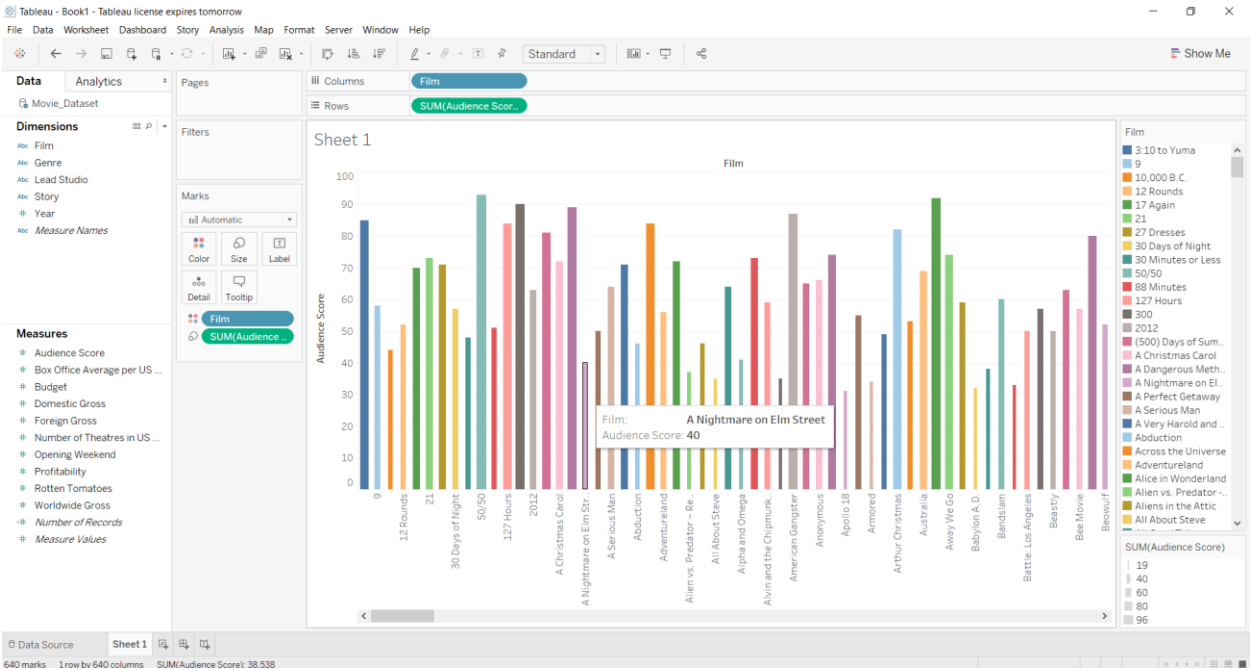 Tableau - Book1 - Tableau license expires tomorrow
File Data Worksheet Dashboard Story Analysis Map Format Server Window Help
Standard
Show Me
Data
Analytics
Movie_Dataset
Dimensions
Abc Film
Abc Genre
Abc Lead Studio
Abc Story
# Year
Abc Measure Names
Measures
# Audience Score
# Box Office Average per US ...
# Budget
# Domestic Gross
# Foreign Gross
# Number of Theatres in US ...
# Opening Weekend
# Profitability
# Rotten Tomatoes
# Worldwide Gross
# Number of Records
# Measure Values
Pages
Filters
Marks
Automatic
Color
Size
Label
Detail
Tooltip
Film
SUM(Audience ..
Columns
Film
Rows
SUM(Audience Scor..
Sheet 1
Film
Audience Score
100
90
80
70
60
50
40
30
20
10
0
Film: A Nightmare on Elm Street
Audience Score: 40
9
12 Rounds
21
30 Days of Night
50/50
127 Hours
2012
A Christmas Carol
A Nightmare on Elm Str..
A Serious Man
Abduction
Adventureland
Alien vs. Predator – Re..
All About Steve
Alpha and Omega
Alvin and the Chipmunk..
American Gangster
Anonymous
Apollo 18
Armored
Arthur Christmas
Australia
Away We Go
Babylon A.D.
Bandslam
Battle: Los Angeles
Beastly
Bee Movie
Beowulf
Film
3:10 to Yuma
9
10,000 B.C.
12 Rounds
17 Again
21
27 Dresses
30 Days of Night
30 Minutes or Less
50/50
88 Minutes
127 Hours
300
2012
(500) Days of Sum..
A Christmas Carol
A Dangerous Meth..
A Nightmare on El..
A Perfect Getaway
A Serious Man
A Very Harold and ..
Abduction
Across the Universe
Adventureland
Alice in Wonderland
Alien vs. Predator -..
Aliens in the Attic
All About Steve
SUM(Audience Score)
19
40
60
80
96
Data Source
Sheet 1
640 marks 1 row by 640 columns SUM(Audience Score): 38,538